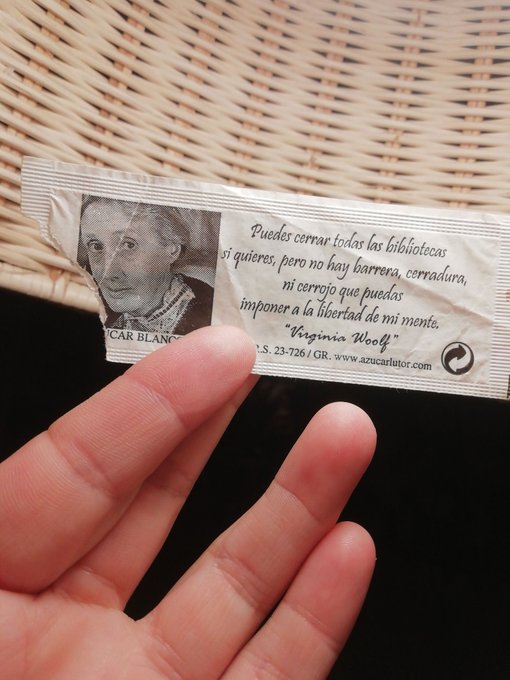 Puedes cerrar todas las bibliotecas
si quieres, pero no hay barrera, cerradura,
ni cerrojo que puedas
imponer a la libertad de mi mente.
"Virginia Woolf"
CAR BLANC
R.S. 23-726 / GR. www.azucarlutor.com